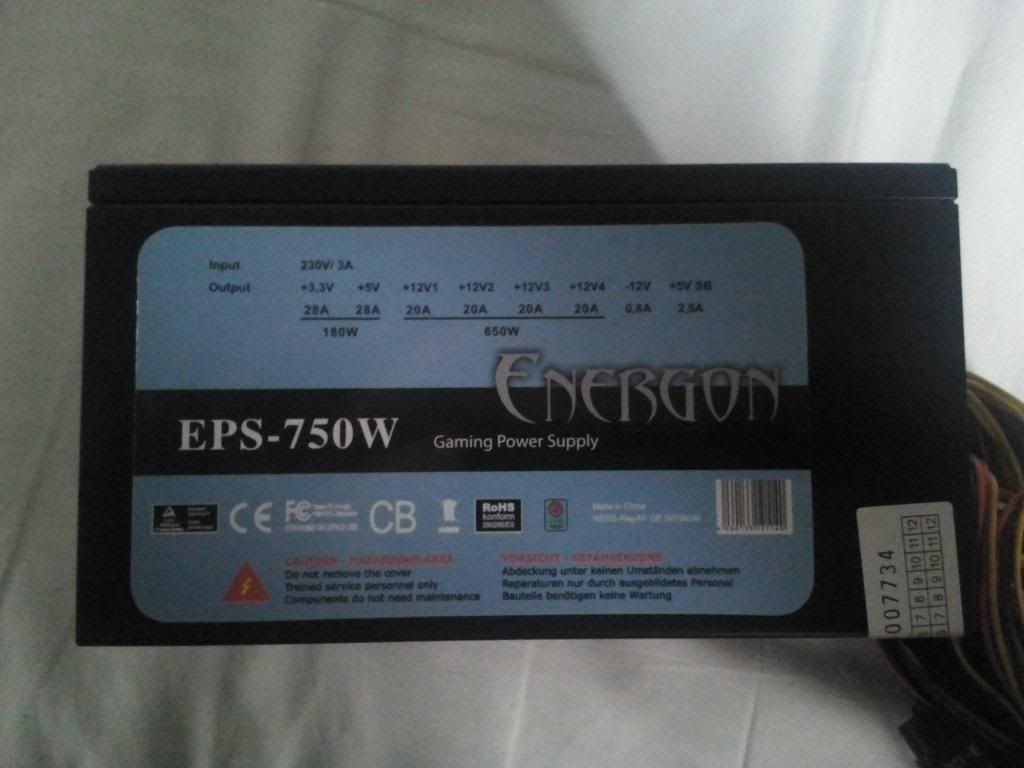 Input 230V/ 3A
Output +3,3V +5V +12V1 +12V2 +12V3 +12V4 -12V +5V SB
28A 28A 20A 20A 20A 20A 0,8A 2,5A
180W 650W
ENERGON
EPS-750W Gaming Power Supply
CE FC CB RoHS
konform
Made in China
CAUTION - HAZARDOUS AREA
Do not remove the cover
Trained service personnel only
Components do not need maintenance
VORSICHT - GEFAHRENZONE
Abdeckung unter keinen Umständen abnehmen
Reparaturen nur durch ausgebildetes Personal
Bauteile benötigen keine Wartung
007734
7 8 9 10 11 12
7 8 9 10 11 12